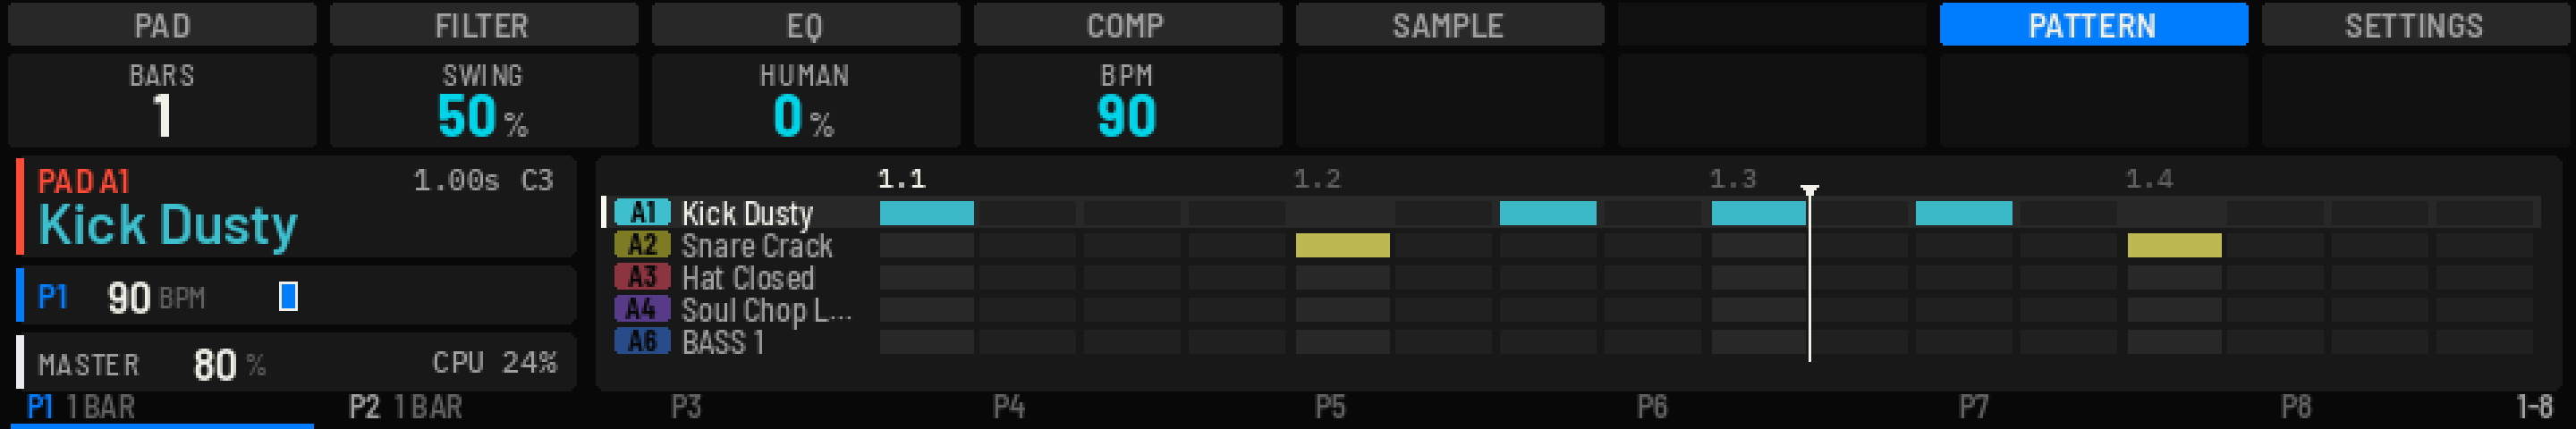 PAD FILTER EQ COMP SAMPLE PATTERN SETTINGS
BARS SWING HUMAN BPM
1 50 % 0 % 90
PAD A1 1.00s C3
Kick Dusty
P1 90 BPM
MASTER 80 % CPU 24%
1.1 1.2 1.3 1.4
A1 Kick Dusty
A2 Snare Crack
A3 Hat Closed
A4 Soul Chop L...
A6 BASS 1
P1 1 BAR P2 1 BAR P3 P4 P5 P6 P7 P8 1-8